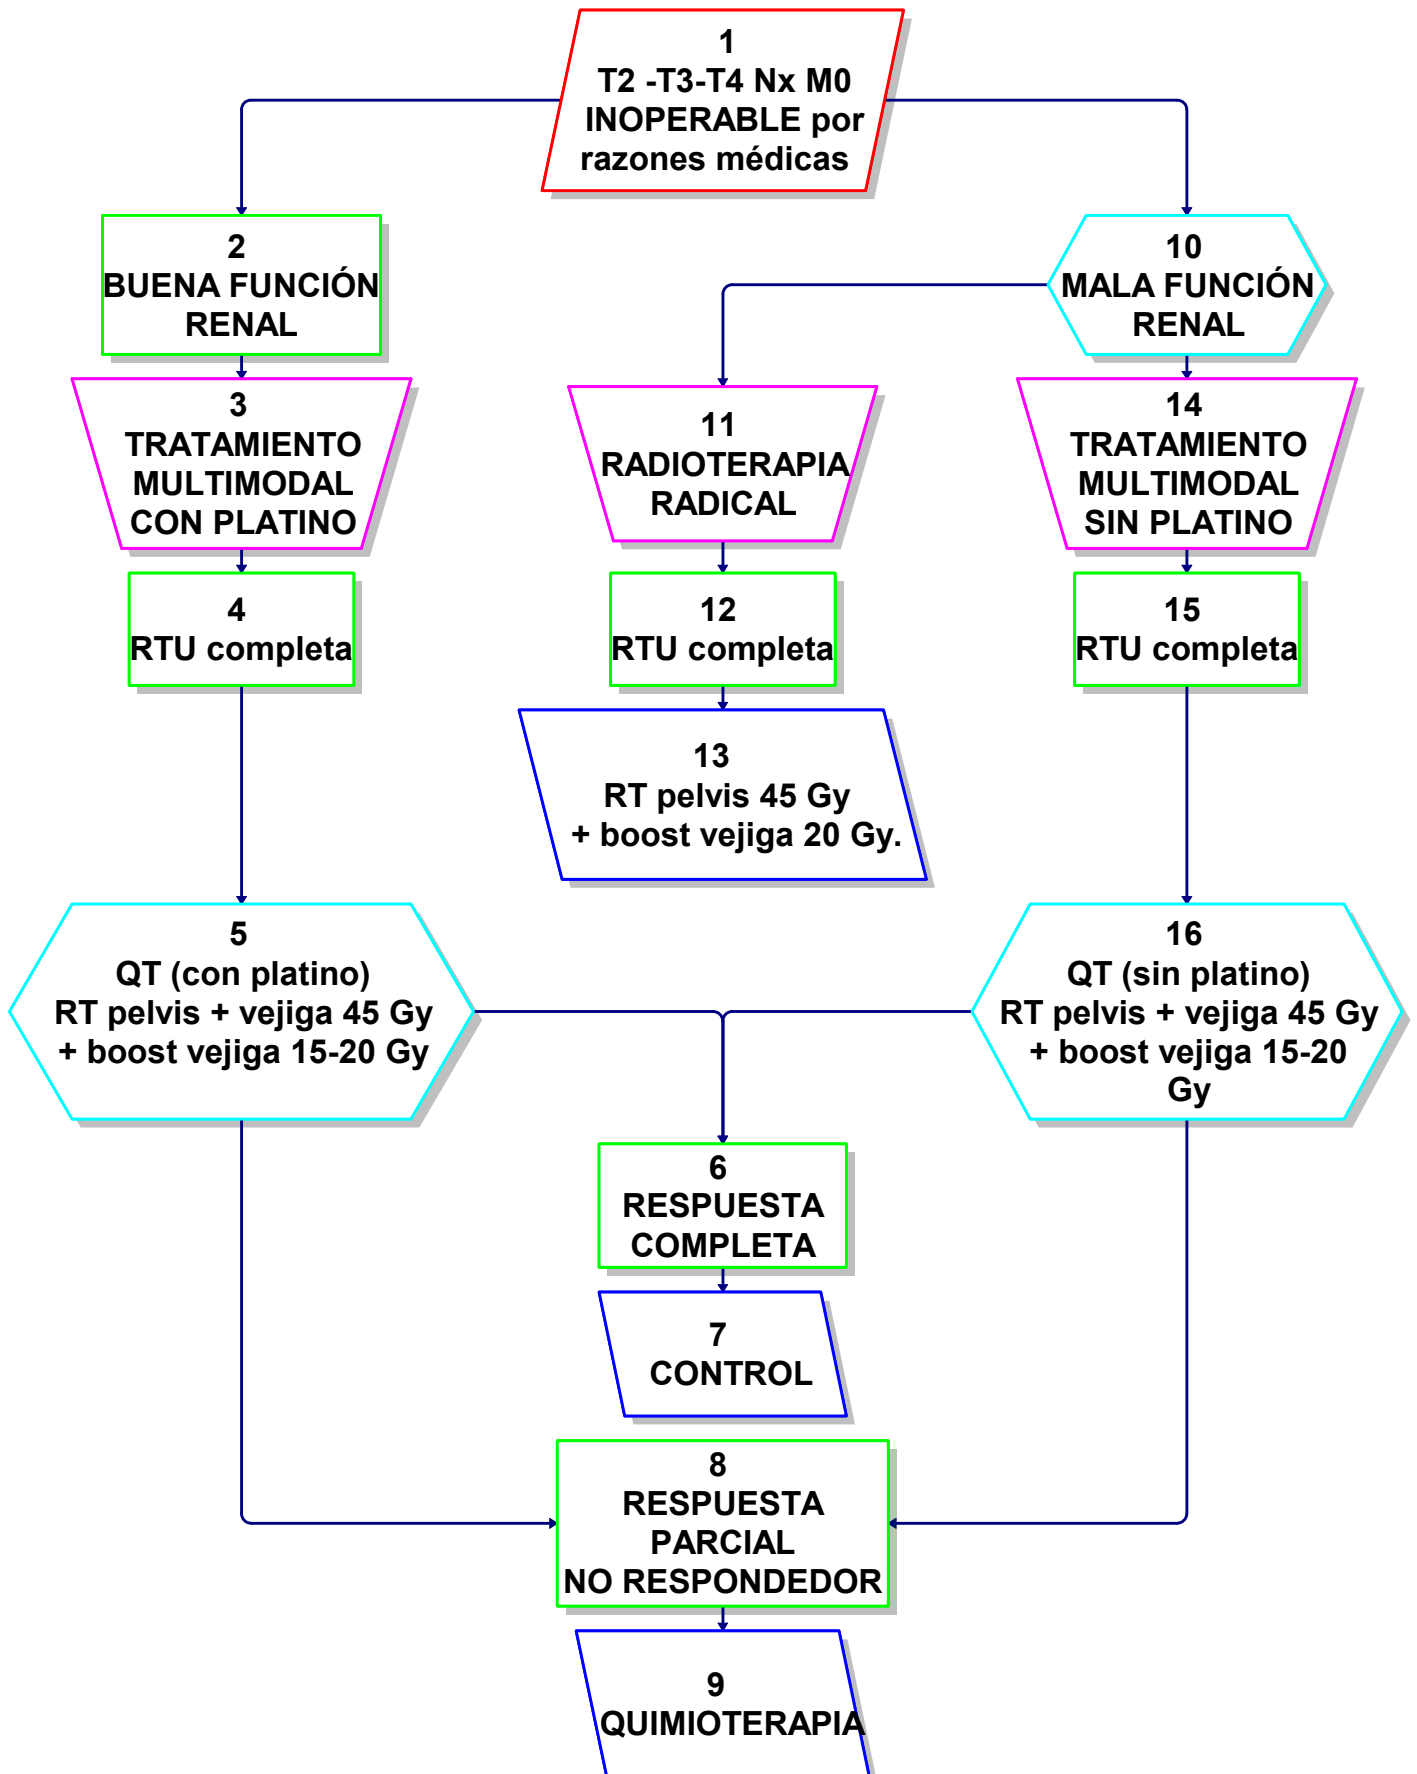 1
T2 -T3-T4 Nx M0
INOPERABLE por
razones médicas
2
BUENA FUNCIÓN
RENAL
10
MALA FUNCIÓN
RENAL
3
TRATAMIENTO
MULTIMODAL
CON PLATINO
11
RADIOTERAPIA
RADICAL
14
TRATAMIENTO
MULTIMODAL
SIN PLATINO
4
RTU completa
12
RTU completa
15
RTU completa
13
RT pelvis 45 Gy
+ boost vejiga 20 Gy.
5
QT (con platino)
RT pelvis + vejiga 45 Gy
+ boost vejiga 15-20 Gy
16
QT (sin platino)
RT pelvis + vejiga 45 Gy
+ boost vejiga 15-20
Gy
6
RESPUESTA
COMPLETA
7
CONTROL
8
RESPUESTA
PARCIAL
NO RESPONDEDOR
9
QUIMIOTERAPIA